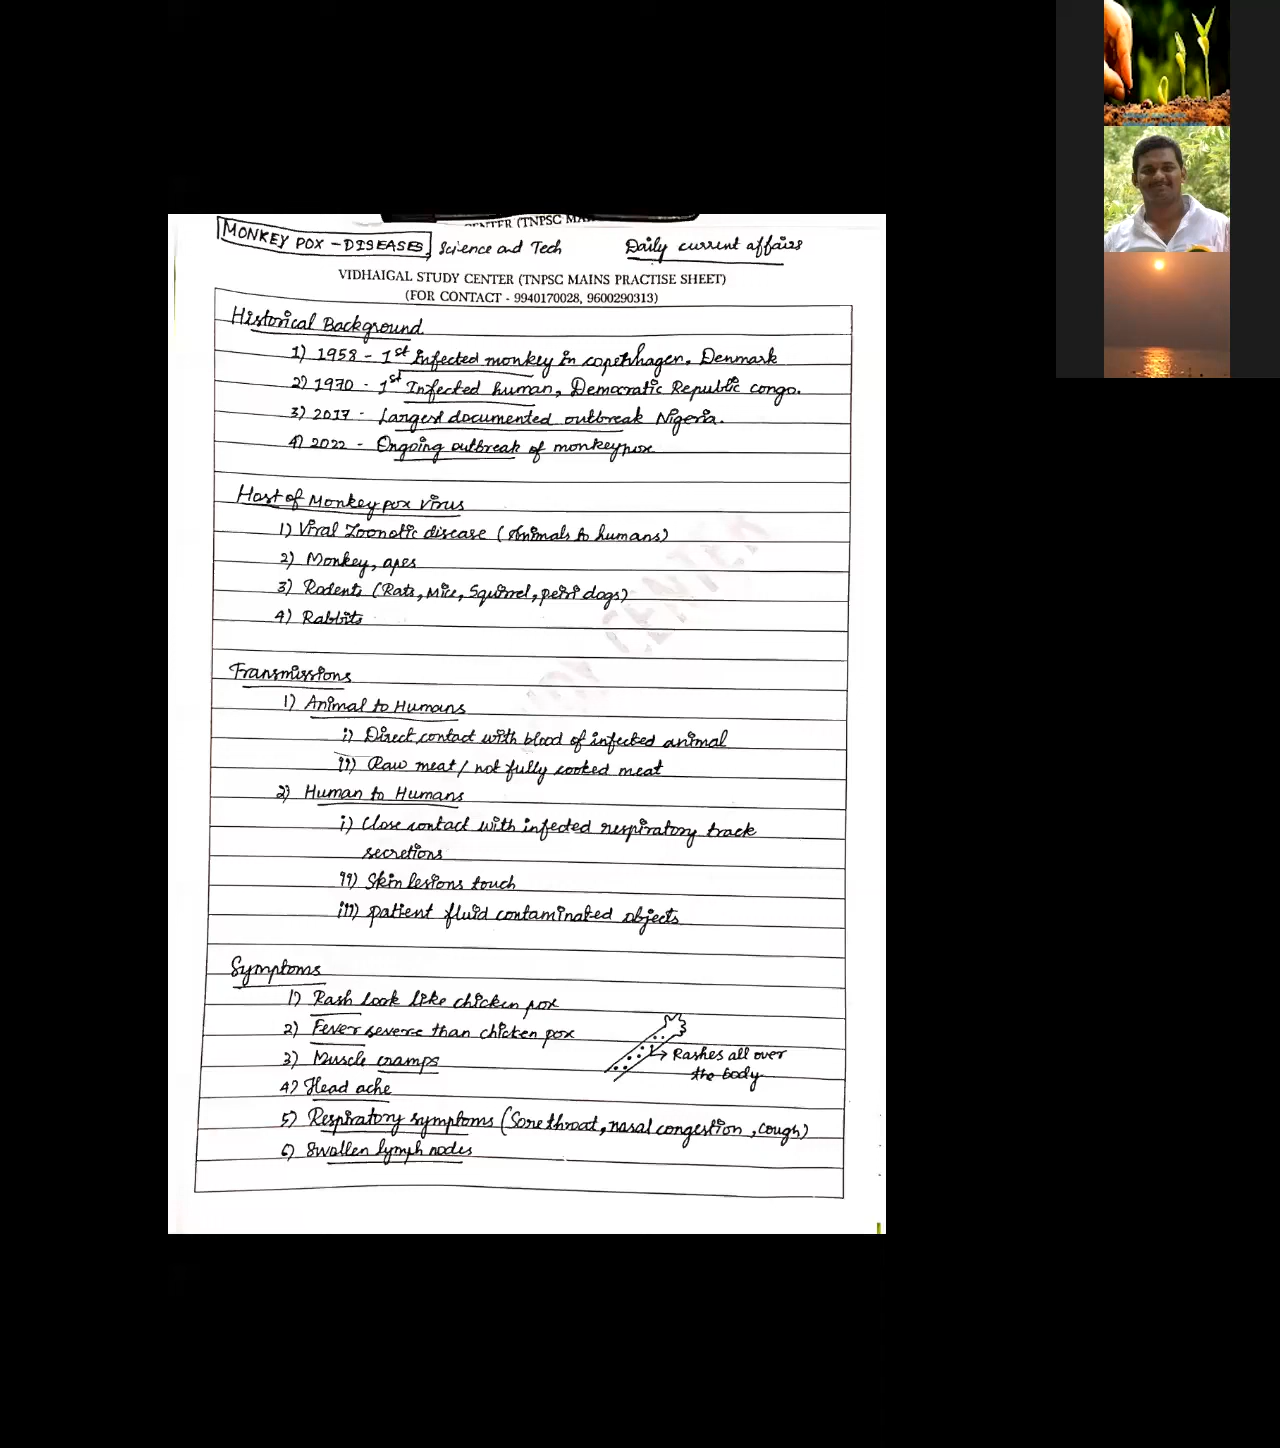 CENTER (TNPSC MA
MONKEY POX - DISEASES, Science and Tech Daily current affairs
VIDHAIGAL STUDY CENTER (TNPSC MAINS PRACTISE SHEET)
(FOR CONTACT - 9940170028, 9600290313)
Historical Background
1) 1958 - 1st infected monkey in copenhagen. Denmark
2) 1970 - 1st Infected human, Democratic Republic congo.
3) 2017 - Largest documented outbreak Nigeria.
4) 2022 - Ongoing outbreak of monkeypox
Host of Monkey pox virus
1) Viral Zoonotic disease (Animals to humans)
2) Monkey, apes
3) Rodents (Rats, Mice, Squirrel, dogs)
4) Rabbits
Transmissions
1) Animal to Humans
i) Direct contact with blood of infected animal
ii) Raw meat / not fully cooked meat
2) Human to Humans
i) Close contact with infected respiratory track
secretions
ii) Skin lesions touch
iii) patient fluid contaminated objects
Symptoms
1) Rash look like chicken pox
2) Fever severe than chicken pox
3) Muscle cramps
→ Rashes all over
the body
4) Head ache
5) Respiratory symptoms (Sore throat, nasal congestion, cough)
6) Swollen lymph nodes
UDY CENTER